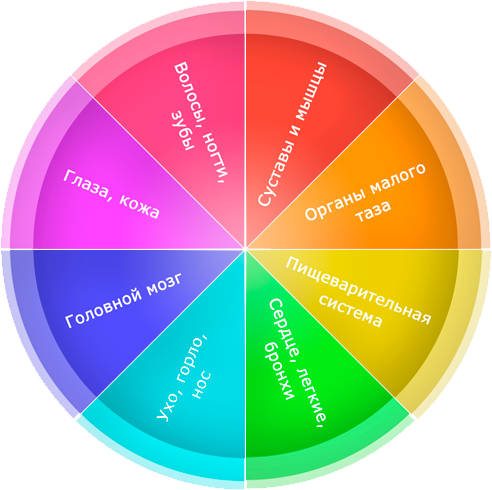 Суставы и мышцы
Органы малого
таза
Пищеварительная
система
Сердце, легкие,
бронхи
Ухо, горло,
нос
Головной мозг
Глаза, кожа
Волосы, ногти,
зубы